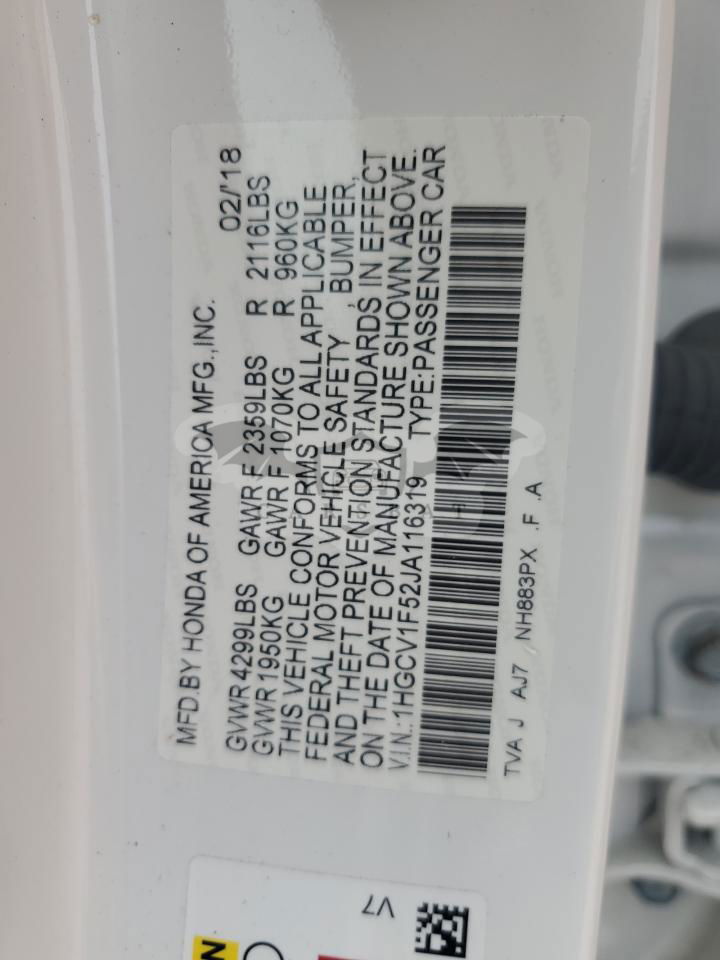 MFD.BY HONDA OF AMERICA MFG.,INC. 02/'18
GVWR 4299LBS GAWR F 2359LBS R 2116LBS
GVWR 1950KG GAWR F 1070KG R 960KG
THIS VEHICLE CONFORMS TO ALL APPLICABLE
FEDERAL MOTOR VEHICLE SAFETY , BUMPER,
AND THEFT PREVENTION STANDARDS IN EFFECT
ON THE DATE OF MANUFACTURE SHOWN ABOVE.
V.I.N.:1HGCV1F52JA116319 TYPE:PASSENGER CAR
TVA J AJ7 NH883PX .F .A
V7